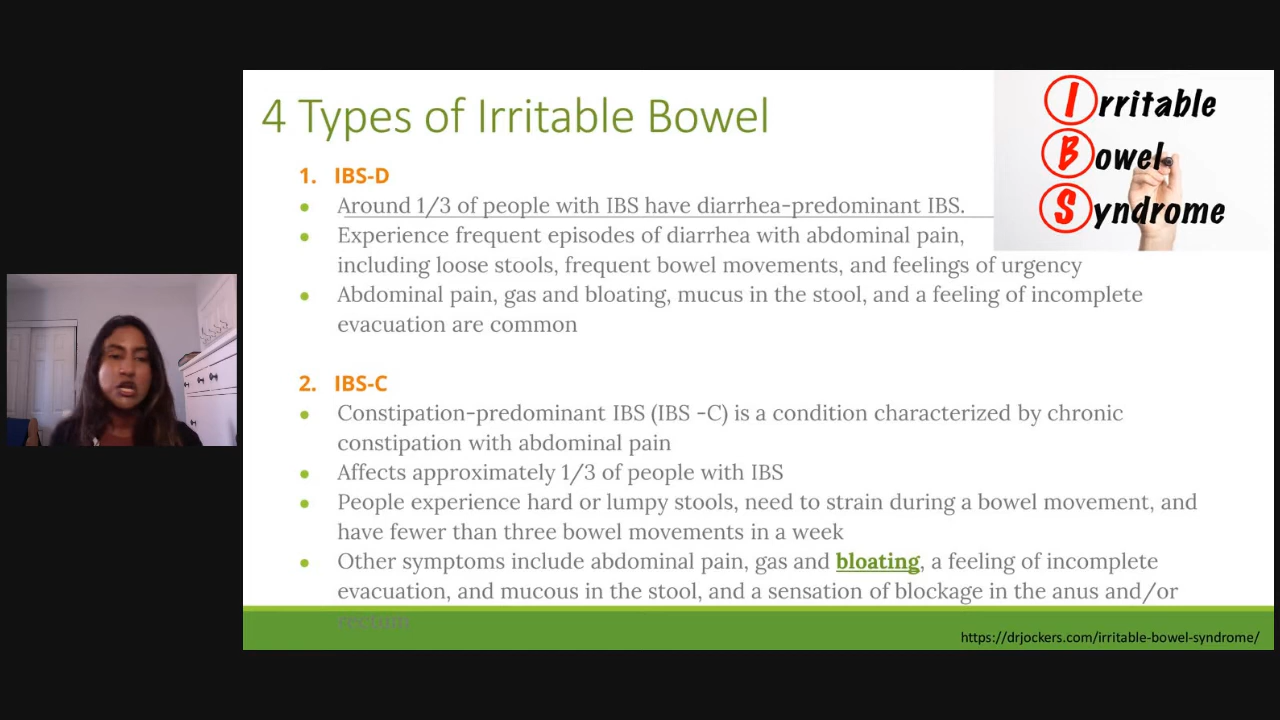 4 Types of Irritable Bowel
Irritable
Bowel
Syndrome
1. IBS-D
Around 1/3 of people with IBS have diarrhea-predominant IBS.
Experience frequent episodes of diarrhea with abdominal pain,
including loose stools, frequent bowel movements, and feelings of urgency
Abdominal pain, gas and bloating, mucus in the stool, and a feeling of incomplete
evacuation are common
2. IBS-C
Constipation-predominant IBS (IBS -C) is a condition characterized by chronic
constipation with abdominal pain
Affects approximately 1/3 of people with IBS
People experience hard or lumpy stools, need to strain during a bowel movement, and
have fewer than three bowel movements in a week
Other symptoms include abdominal pain, gas and bloating, a feeling of incomplete
evacuation, and mucous in the stool, and a sensation of blockage in the anus and/or
rectum
https://drjockers.com/irritable-bowel-syndrome/